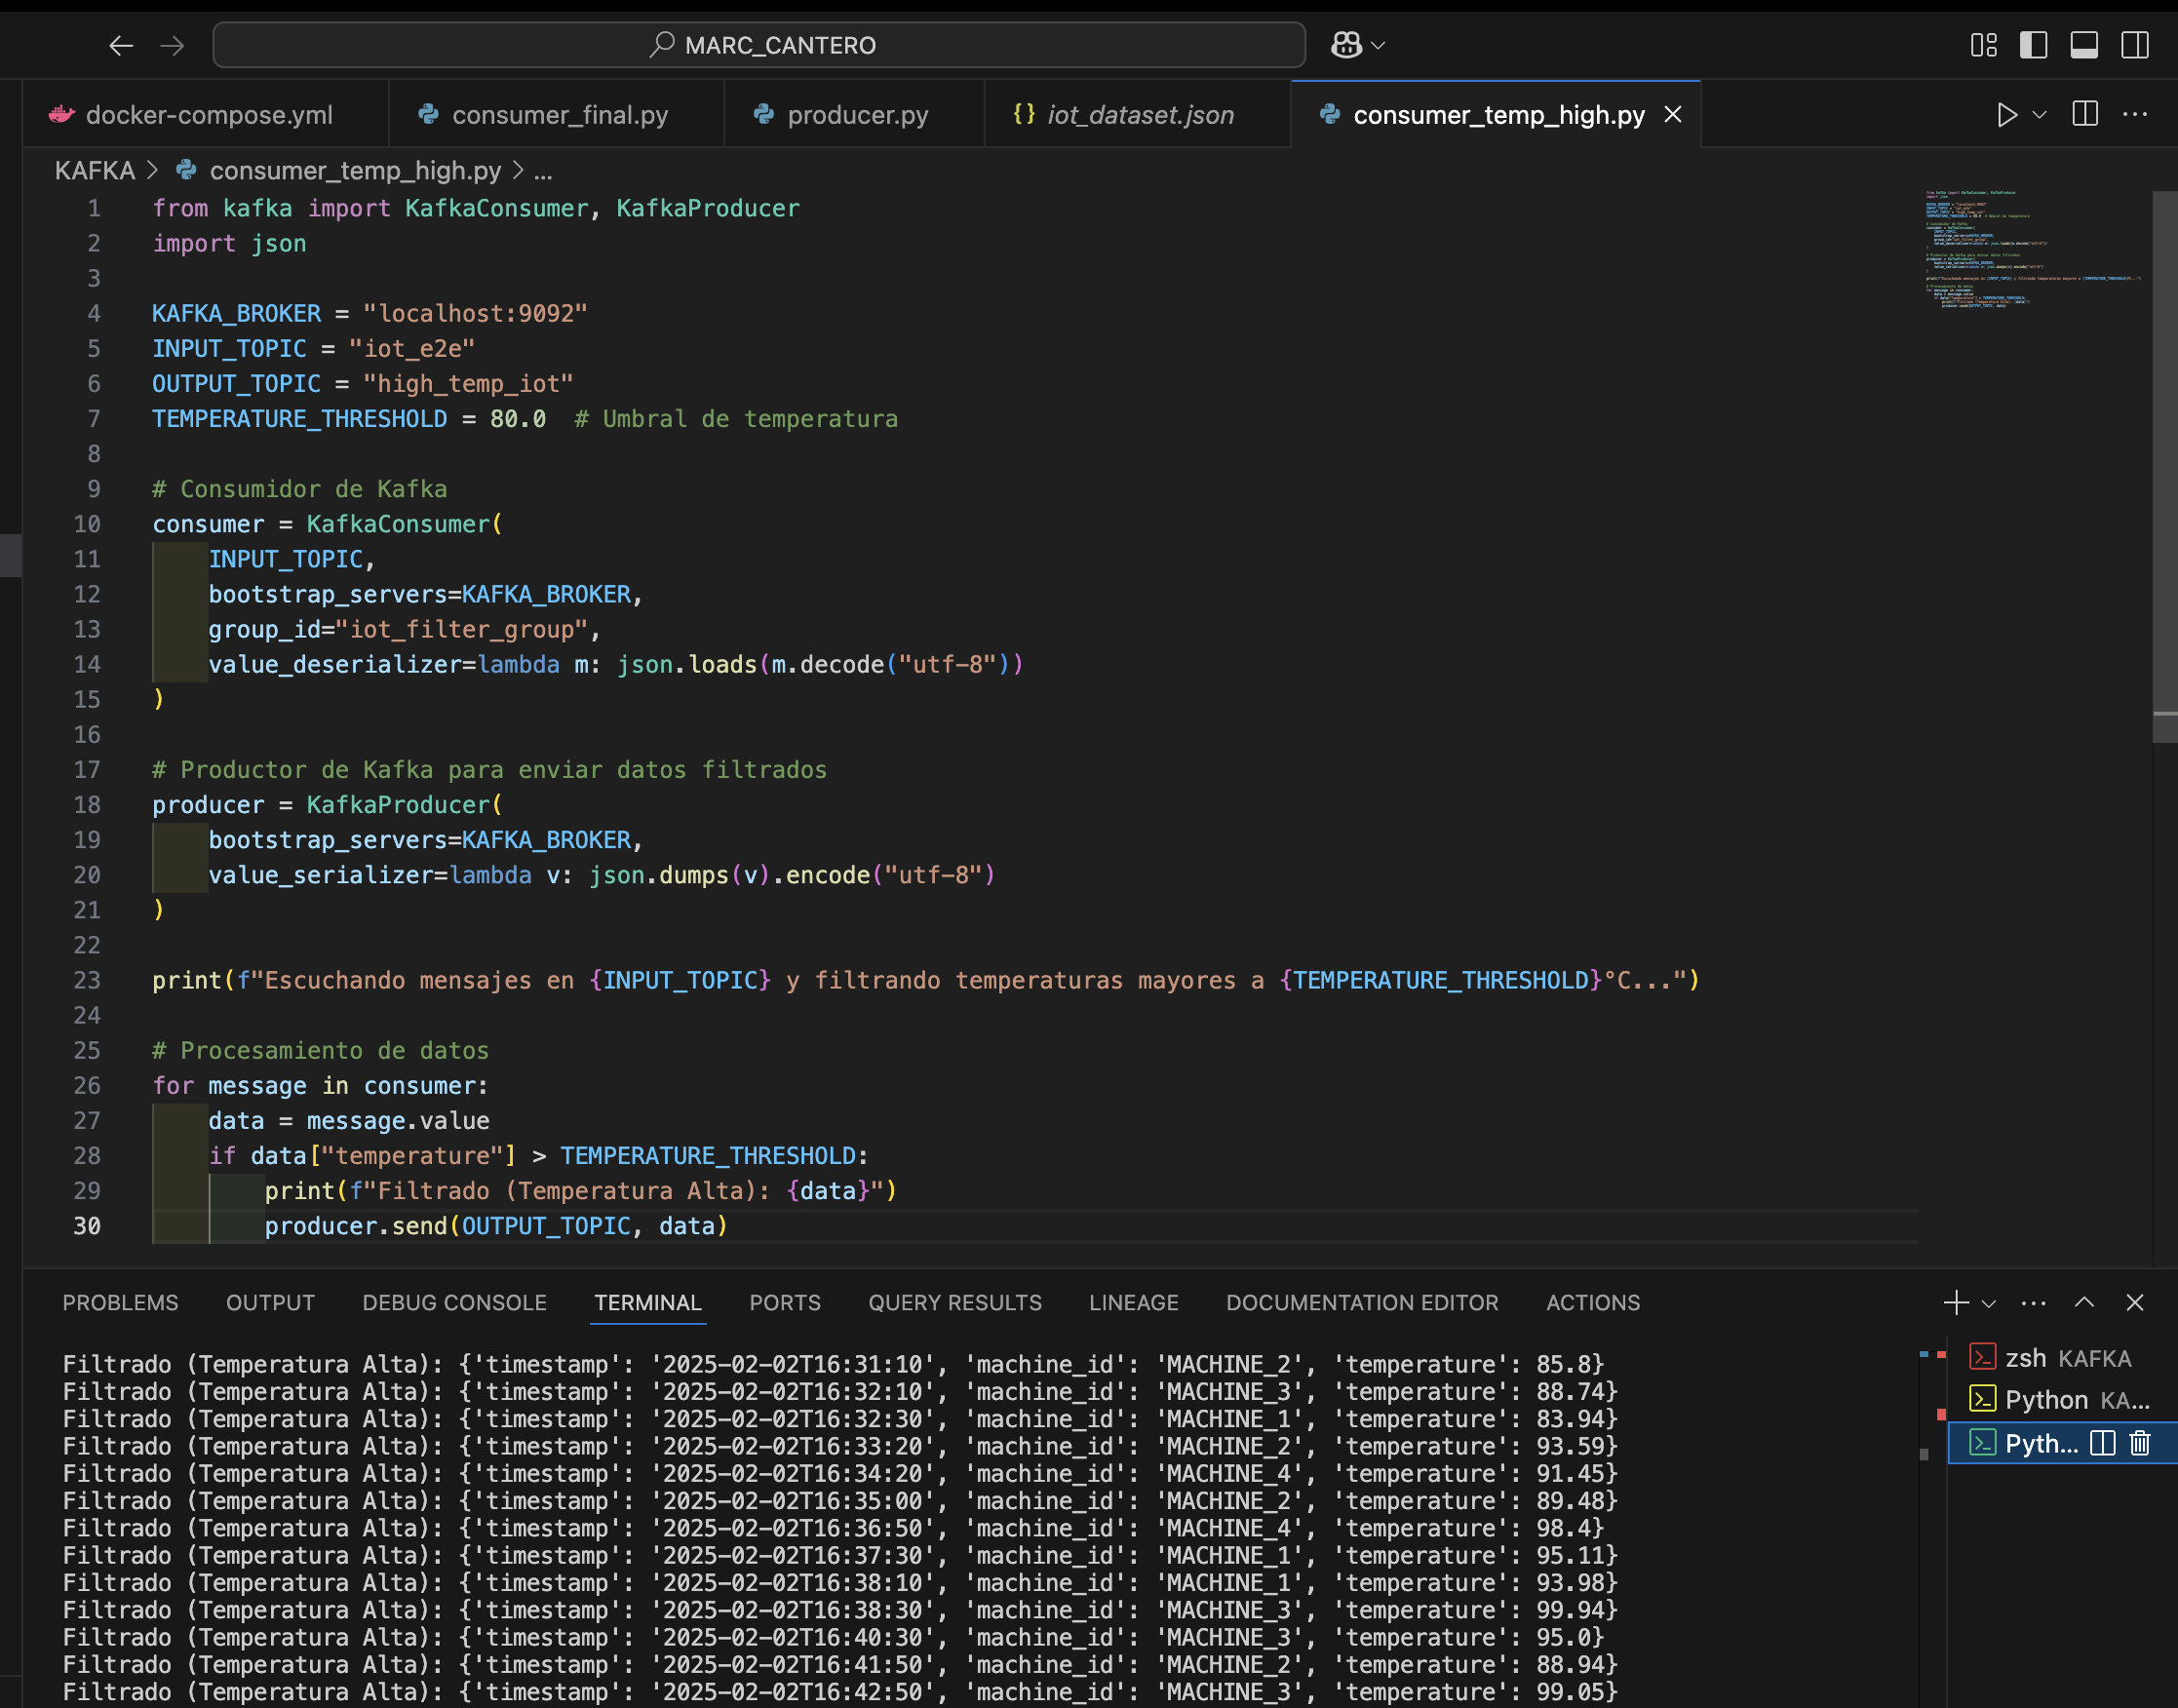 MARC_CANTERO
docker-compose.yml
consumer_final.py
producer.py
{} iot_dataset.json
consumer_temp_high.py
KAFKA > consumer_temp_high.py > ...
1 from kafka import KafkaConsumer, KafkaProducer
2 import json
3
4 KAFKA_BROKER = "localhost:9092"
5 INPUT_TOPIC = "iot_e2e"
6 OUTPUT_TOPIC = "high_temp_iot"
7 TEMPERATURE_THRESHOLD = 80.0  # Umbral de temperatura
8
9 # Consumidor de Kafka
10 consumer = KafkaConsumer(
11     INPUT_TOPIC,
12     bootstrap_servers=KAFKA_BROKER,
13     group_id="iot_filter_group",
14     value_deserializer=lambda m: json.loads(m.decode("utf-8"))
15 )
16
17 # Productor de Kafka para enviar datos filtrados
18 producer = KafkaProducer(
19     bootstrap_servers=KAFKA_BROKER,
20     value_serializer=lambda v: json.dumps(v).encode("utf-8")
21 )
22
23 print(f"Escuchando mensajes en {INPUT_TOPIC} y filtrando temperaturas mayores a {TEMPERATURE_THRESHOLD}°C...")
24
25 # Procesamiento de datos
26 for message in consumer:
27     data = message.value
28     if data["temperature"] > TEMPERATURE_THRESHOLD:
29         print(f"Filtrado (Temperatura Alta): {data}")
30         producer.send(OUTPUT_TOPIC, data)
PROBLEMS OUTPUT DEBUG CONSOLE TERMINAL PORTS QUERY RESULTS LINEAGE DOCUMENTATION EDITOR ACTIONS
Filtrado (Temperatura Alta): {'timestamp': '2025-02-02T16:31:10', 'machine_id': 'MACHINE_2', 'temperature': 85.8}
Filtrado (Temperatura Alta): {'timestamp': '2025-02-02T16:32:10', 'machine_id': 'MACHINE_3', 'temperature': 88.74}
Filtrado (Temperatura Alta): {'timestamp': '2025-02-02T16:32:30', 'machine_id': 'MACHINE_1', 'temperature': 83.94}
Filtrado (Temperatura Alta): {'timestamp': '2025-02-02T16:33:20', 'machine_id': 'MACHINE_2', 'temperature': 93.59}
Filtrado (Temperatura Alta): {'timestamp': '2025-02-02T16:34:20', 'machine_id': 'MACHINE_4', 'temperature': 91.45}
Filtrado (Temperatura Alta): {'timestamp': '2025-02-02T16:35:00', 'machine_id': 'MACHINE_2', 'temperature': 89.48}
Filtrado (Temperatura Alta): {'timestamp': '2025-02-02T16:36:50', 'machine_id': 'MACHINE_4', 'temperature': 98.4}
Filtrado (Temperatura Alta): {'timestamp': '2025-02-02T16:37:30', 'machine_id': 'MACHINE_1', 'temperature': 95.11}
Filtrado (Temperatura Alta): {'timestamp': '2025-02-02T16:38:10', 'machine_id': 'MACHINE_1', 'temperature': 93.98}
Filtrado (Temperatura Alta): {'timestamp': '2025-02-02T16:38:30', 'machine_id': 'MACHINE_3', 'temperature': 99.94}
Filtrado (Temperatura Alta): {'timestamp': '2025-02-02T16:40:30', 'machine_id': 'MACHINE_3', 'temperature': 95.0}
Filtrado (Temperatura Alta): {'timestamp': '2025-02-02T16:41:50', 'machine_id': 'MACHINE_2', 'temperature': 88.94}
Filtrado (Temperatura Alta): {'timestamp': '2025-02-02T16:42:50', 'machine_id': 'MACHINE_3', 'temperature': 99.05}
zsh KAFKA
Python KA...
Pyth...